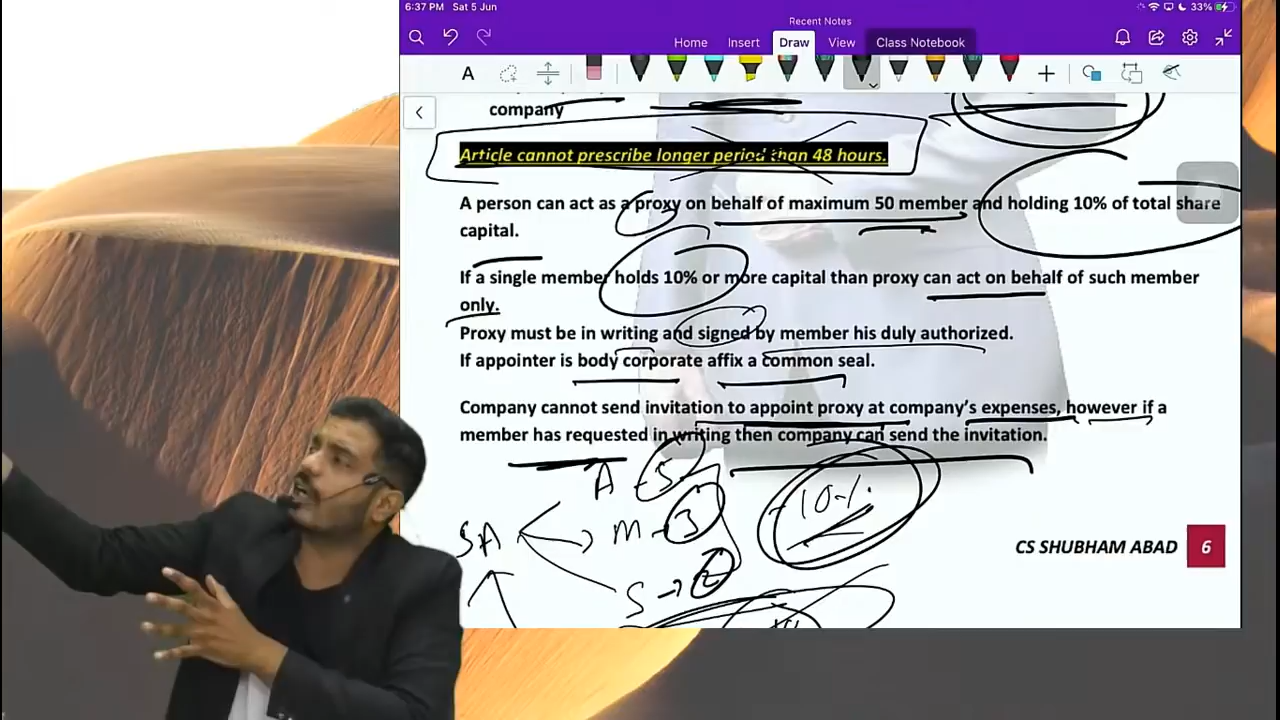 6:37 PM Sat 5 Jun
33%
Recent Notes
Home Insert Draw View Class Notebook
A
company
Article cannot prescribe longer period than 48 hours.
A person can act as a proxy on behalf of maximum 50 member and holding 10% of total share
capital.
If a single member holds 10% or more capital than proxy can act on behalf of such member
only.
Proxy must be in writing and signed by member his duly authorized.
If appointer is body corporate affix a common seal.
Company cannot send invitation to appoint proxy at company's expenses, however if a
member has requested in writing then company can send the invitation.
A 5
10%
SA M 3
S 2
CS SHUBHAM ABAD 6